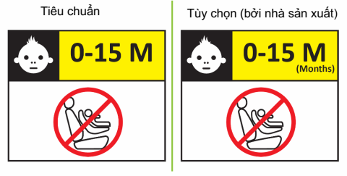 Tiêu chuẩn
Tùy chọn (bởi nhà sản xuất)
0-15 M
0-15 M
(Months)